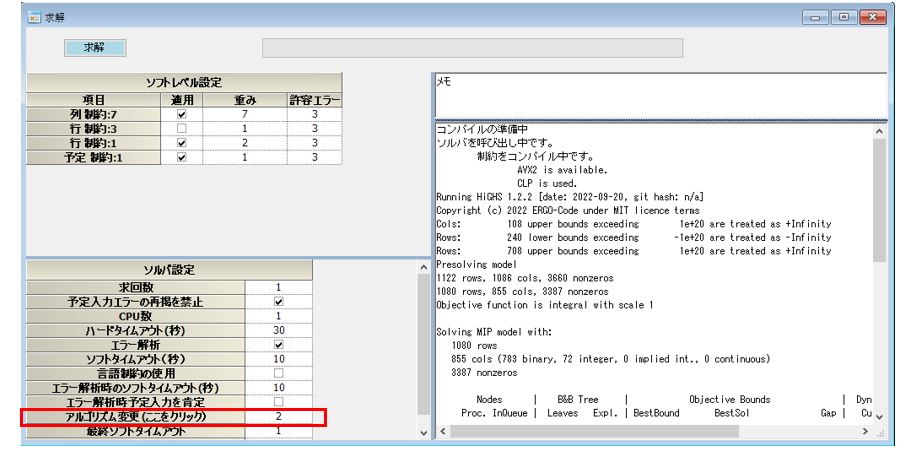 求解
求解
ソフトレベル設定
項目 適用 重み 許容エラー
列 制約:7 7 3
行 制約:3 1 3
行 制約:1 2 3
予定 制約:1 1 3
ソルバ設定
求回数 1
予定入力エラーの再掲を禁止
CPU数 1
ハードタイムアウト(秒) 30
エラー解析
ソフトタイムアウト(秒) 10
言語制約の使用
エラー解析時のソフトタイムアウト(秒) 10
エラー解析時予定入力を肯定
アルゴリズム変更(ここをクリック) 2
最終ソフトタイムアウト 1
メモ
コンパイルの準備中
ソルバを呼び出し中です。
制約をコンパイル中です。
AVX2 is available.
CLP is used.
Running HiGHS 1.2.2 [date: 2022-09-20, git hash: n/a]
Copyright (c) 2022 ERGO-Code under MIT licence terms
Cols: 108 upper bounds exceeding 1e+20 are treated as +Infinity
Rows: 240 lower bounds exceeding -1e+20 are treated as -Infinity
Rows: 708 upper bounds exceeding 1e+20 are treated as +Infinity
Presolving model
1122 rows, 1086 cols, 3660 nonzeros
1080 rows, 855 cols, 3387 nonzeros
Objective function is integral with scale 1
Solving MIP model with:
1080 rows
855 cols (783 binary, 72 integer, 0 implied int., 0 continuous)
3387 nonzeros
Nodes | B&B Tree | Objective Bounds | Dyn
Proc. InQueue | Leaves Expl. | BestBound BestSol Gap | Cu